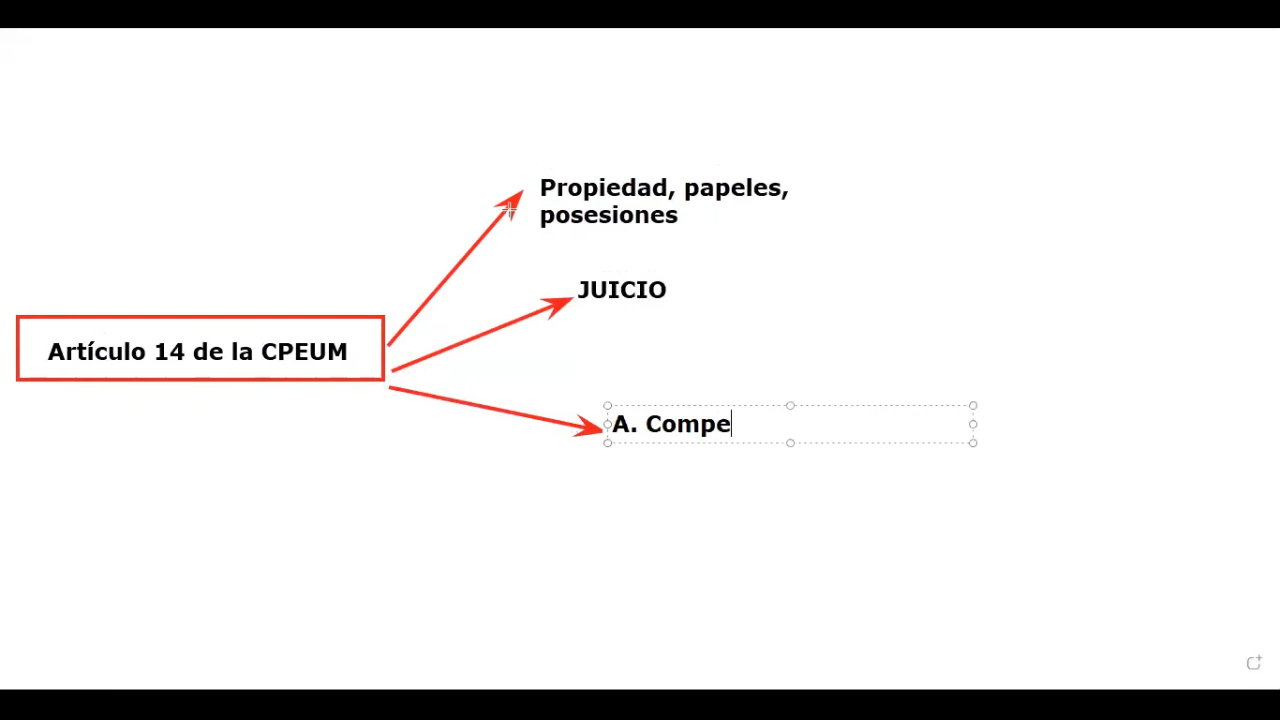 Propiedad, papeles,
posesiones
JUICIO
Artículo 14 de la CPEUM
A. Compe